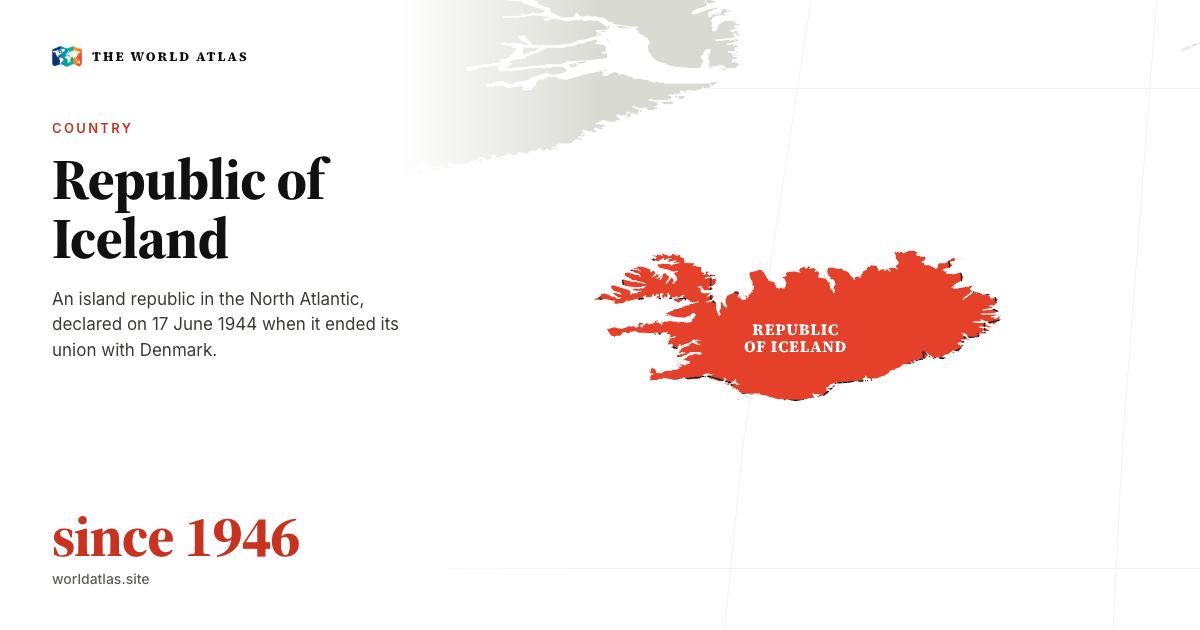 THE WORLD ATLAS
COUNTRY
Republic of
Iceland
An island republic in the North Atlantic,
declared on 17 June 1944 when it ended its
union with Denmark.
since 1946
worldatlas.site
REPUBLIC
OF ICELAND